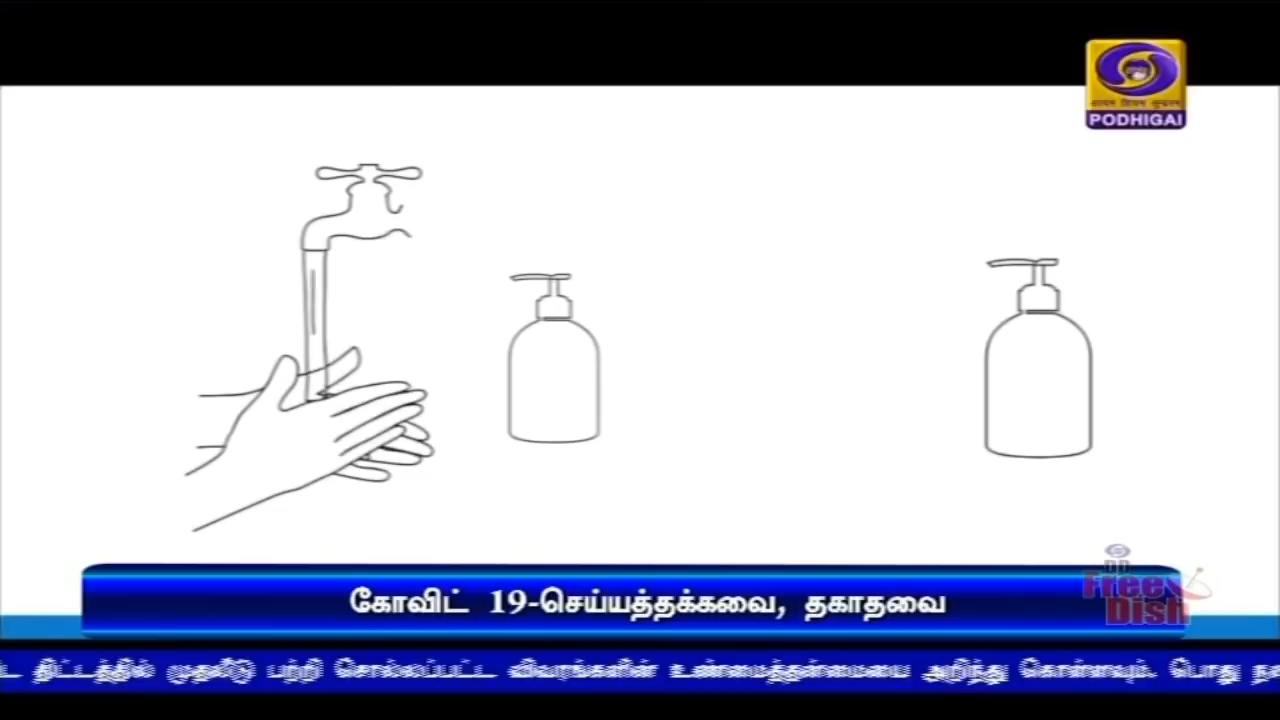 PODHIGAI
கோவிட் 19-செய்யத்தக்கவை, தகாதவை
DD
Free Dish
திட்டத்தில் முதலீடு பற்றி சொல்லப்பட்ட விவரங்களின் உண்மைத்தன்மையை அறிந்து கொள்ளவும். பொது